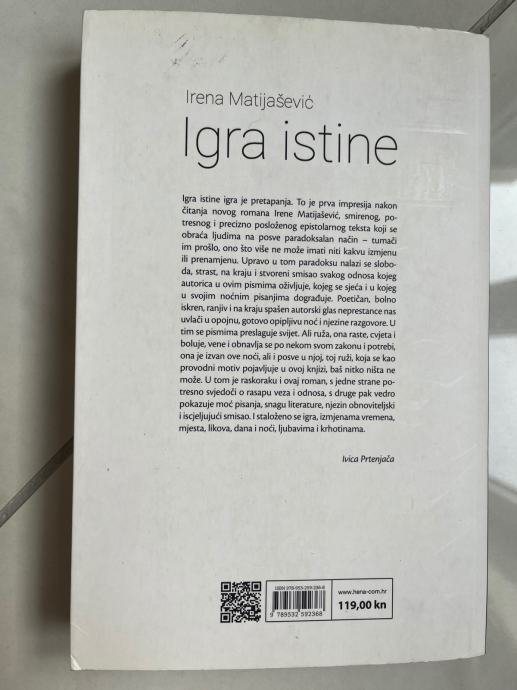 Irena Matijašević
Igra istine
Igra istine igra je pretapanja. To je prva impresija nakon
čitanja novog romana Irene Matijašević, smirenog, po-
tresnog i precizno posloženog epistolarnog teksta koji se
obraća ljudima na posve paradoksalan način – tumači
im prošlo, ono što više ne može imati niti kakvu izmjenu
ili prenamjenu. Upravo u tom paradoksu nalazi se slobo-
da, strast, na kraju i stvoreni smisao svakog odnosa kojeg
autorica u ovim pismima oživljuje, kojeg se sjeća i u kojeg
u svojim noćnim pisanjima dograđuje. Poetičan, bolno
iskren, ranjiv i na kraju spašen autorski glas neprestance nas
uvlači u opojnu, gotovo opipljivu noć i njezine razgovore. U
tim se pismima preslaguje svijet. Ali ruža, ona raste, cvjeta i
boluje, vene i obnavlja se po nekom svom zakonu i potrebi,
ona je izvan ove noći, ali i posve u njoj, toj ruži, koja se kao
provodni motiv pojavljuje u ovoj knjizi, baš nitko ništa ne
može. U tom je raskoraku i ovaj roman, s jedne strane po-
tresno svjedoči o rasapu veza i odnosa, s druge pak vedro
pokazuje moć pisanja, snagu literature, njezin obnoviteljski
i iscjeljujući smisao. I staloženo se igra, izmjenama vremena,
mjesta, likova, dana i noći, ljubavima i krhotinama.
Ivica Prtenjača
ISBN 978-953-259-236-8
9 789532 592368
www.hena-com.hr
119,00 kn